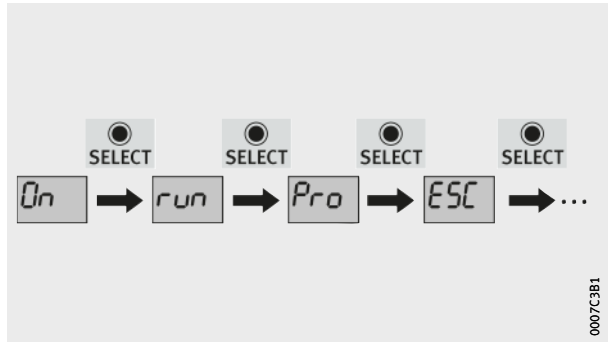 SELECT SELECT SELECT SELECT
On run Pro ESC ...
0007C3B1